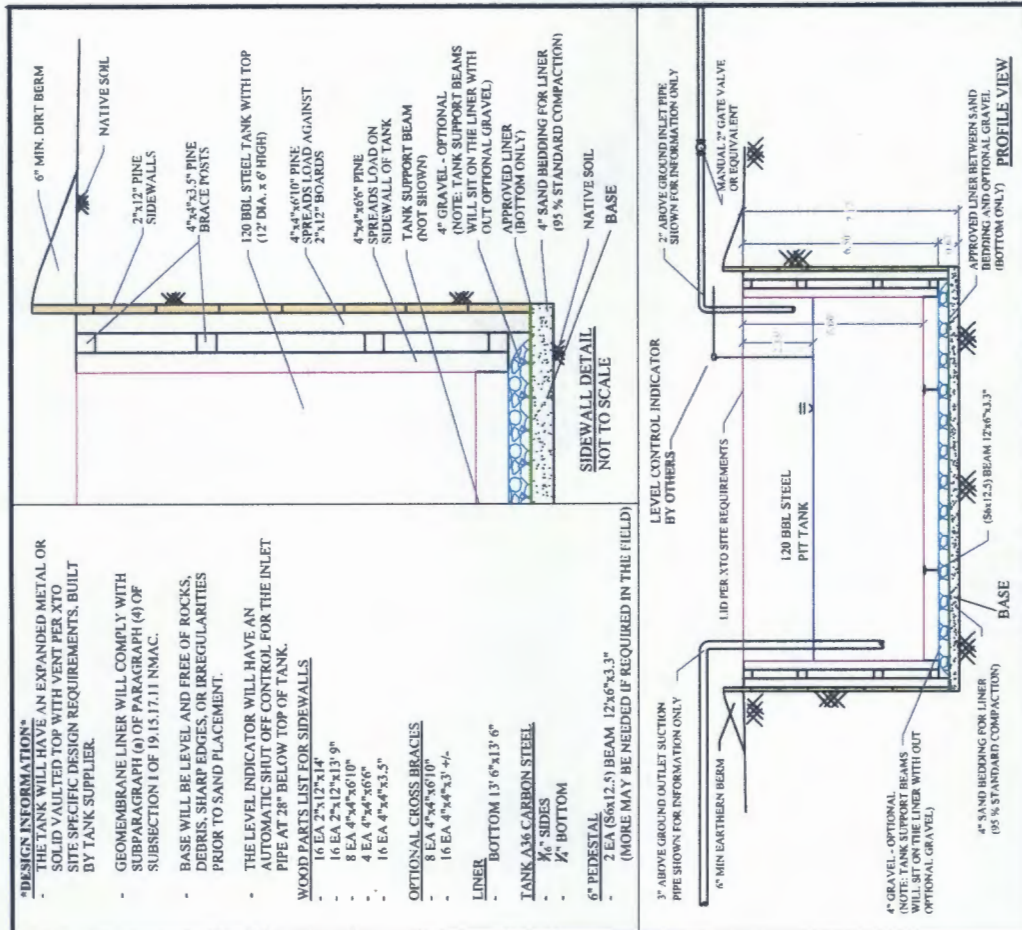 *DESIGN INFORMATION*
- THE TANK WILL HAVE AN EXPANDED METAL OR
SOLID VAULTED TOP WITH VENT PER XTO
SITE SPECIFIC DESIGN REQUIREMENTS, BUILT
BY TANK SUPPLIER.
- GEOMEMBRANE LINER WILL COMPLY WITH
SUBPARAGRAPH (a) OF PARAGRAPH (4) OF
SUBSECTION I OF 19.15.17.11 NMAC.
- BASE WILL BE LEVEL AND FREE OF ROCKS,
DEBRIS, SHARP EDGES, OR IRREGULARITIES
PRIOR TO SAND PLACEMENT.
- THE LEVEL INDICATOR WILL HAVE AN
AUTOMATIC SHUT OFF CONTROL FOR THE INLET
PIPE AT 28" BELOW TOP OF TANK.
WOOD PARTS LIST FOR SIDEWALLS
- 16 EA 2"x12"x14'
- 16 EA 2"x12"x13' 9"
- 8 EA 4"x4"x6'10"
- 4 EA 4"x4"x6'6"
- 16 EA 4"x4"x3.5"
OPTIONAL CROSS BRACES
- 8 EA 4"x4"x6'10"
- 16 EA 4"x4"x3' +/-
LINER
- BOTTOM 13' 6"x13' 6"
TANK A36 CARBON STEEL
- 3/16" SIDES
- 1/4" BOTTOM
6" PEDESTAL
- 2 EA (S6x12.5) BEAM 12'x6"x3.3"
(MORE MAY BE NEEDED IF REQUIRED IN THE FIELD)
6" MIN. DIRT BERM
NATIVE SOIL
2"x12" PINE
SIDEWALLS
4"x4"x3.5" PINE
BRACE POSTS
120 BBL STEEL TANK WITH TOP
(12' DIA. x 6' HIGH)
4"x4"x6'10" PINE
SPREADS LOAD AGAINST
2"x12" BOARDS
4"x4"x6'6" PINE
SPREADS LOAD ON
SIDEWALL OF TANK
TANK SUPPORT BEAM
(NOT SHOWN)
4" GRAVEL - OPTIONAL
(NOTE: TANK SUPPORT BEAMS
WILL SIT ON THE LINER WITH
OUT OPTIONAL GRAVEL)
APPROVED LINER
(BOTTOM ONLY)
4" SAND BEDDING FOR LINER
(95 % STANDARD COMPACTION)
NATIVE SOIL
BASE
SIDEWALL DETAIL
NOT TO SCALE
3" ABOVE GROUND OUTLET SUCTION
PIPE SHOWN FOR INFORMATION ONLY
6" MIN EARTHERN BERM
LEVEL CONTROL INDICATOR
BY OTHERS
LID PER XTO SITE REQUIREMENTS
120 BBL STEEL
PIT TANK
2" ABOVE GROUND INLET PIPE
SHOWN FOR INFORMATION ONLY
MANUAL 2" GATE VALVE
OR EQUIVALENT
4" GRAVEL - OPTIONAL
(NOTE: TANK SUPPORT BEAMS
WILL SIT ON THE LINER WITH OUT
OPTIONAL GRAVEL)
4" SAND BEDDING FOR LINER
(95 % STANDARD COMPACTION)
BASE
(S6x12.5) BEAM 12'x6"x3.3"
APPROVED LINER BETWEEN SAND
BEDDING AND OPTIONAL GRAVEL
(BOTTOM ONLY)
PROFILE VIEW